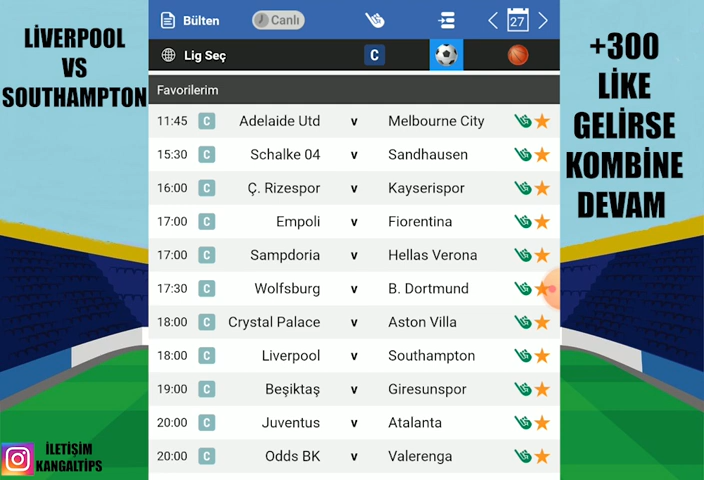 LİVERPOOL
VS
SOUTHAMPTON
Bülten
Canlı
27
Lig Seç
C
Favorilerim
11:45 C Adelaide Utd v Melbourne City
15:30 C Schalke 04 v Sandhausen
16:00 C Ç. Rizespor v Kayserispor
17:00 C Empoli v Fiorentina
17:00 C Sampdoria v Hellas Verona
17:30 C Wolfsburg v B. Dortmund
18:00 C Crystal Palace v Aston Villa
18:00 C Liverpool v Southampton
19:00 C Beşiktaş v Giresunspor
20:00 C Juventus v Atalanta
20:00 C Odds BK v Valerenga
+300
LİKE
GELİRSE
KOMBİNE
DEVAM
İLETİŞİM
KANGALTİPS